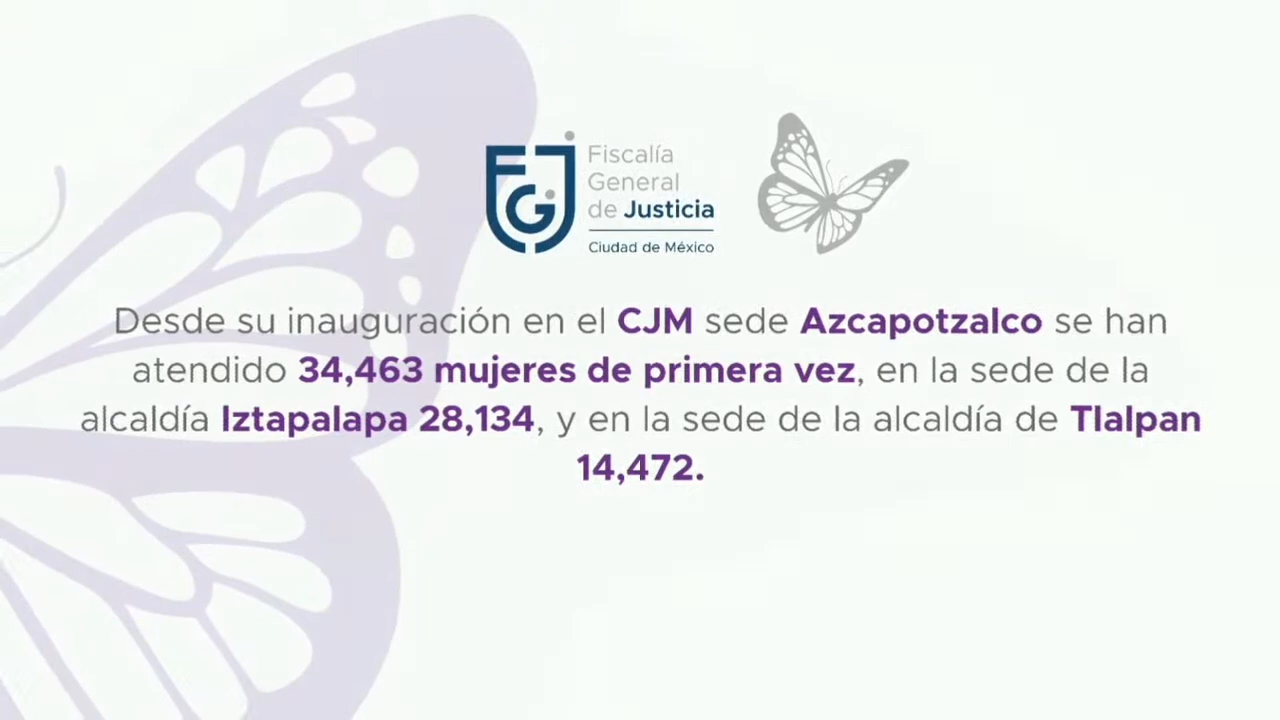 Fiscalía
General
de Justicia
Ciudad de México
FGJ
Desde su inauguración en el CJM sede Azcapotzalco se han
atendido 34,463 mujeres de primera vez, en la sede de la
alcaldía Iztapalapa 28,134, y en la sede de la alcaldía de Tlalpan
14,472.